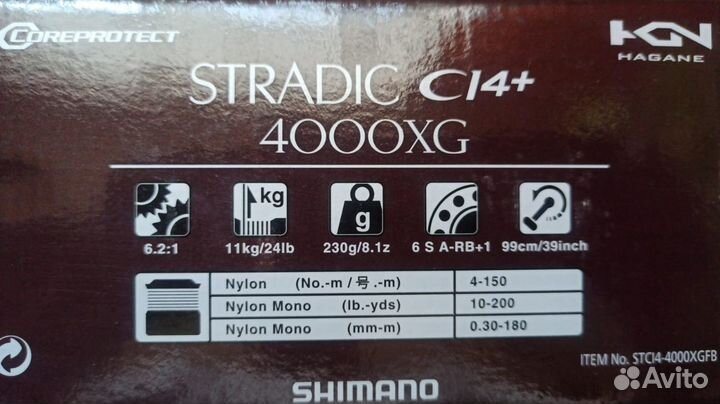 COREPROTECT
HAGANE
STRADIC CI4+
4000XG
kg
g
6.2:1 11kg/24lb 230g/8.1z 6 S A-RB+1 99cm/39inch
Nylon (No.-m / 号.-m) 4-150
Nylon Mono (lb.-yds) 10-200
Nylon Mono (mm-m) 0.30-180
ITEM No. STCI4-4000XGFB
SHIMANO
Avito